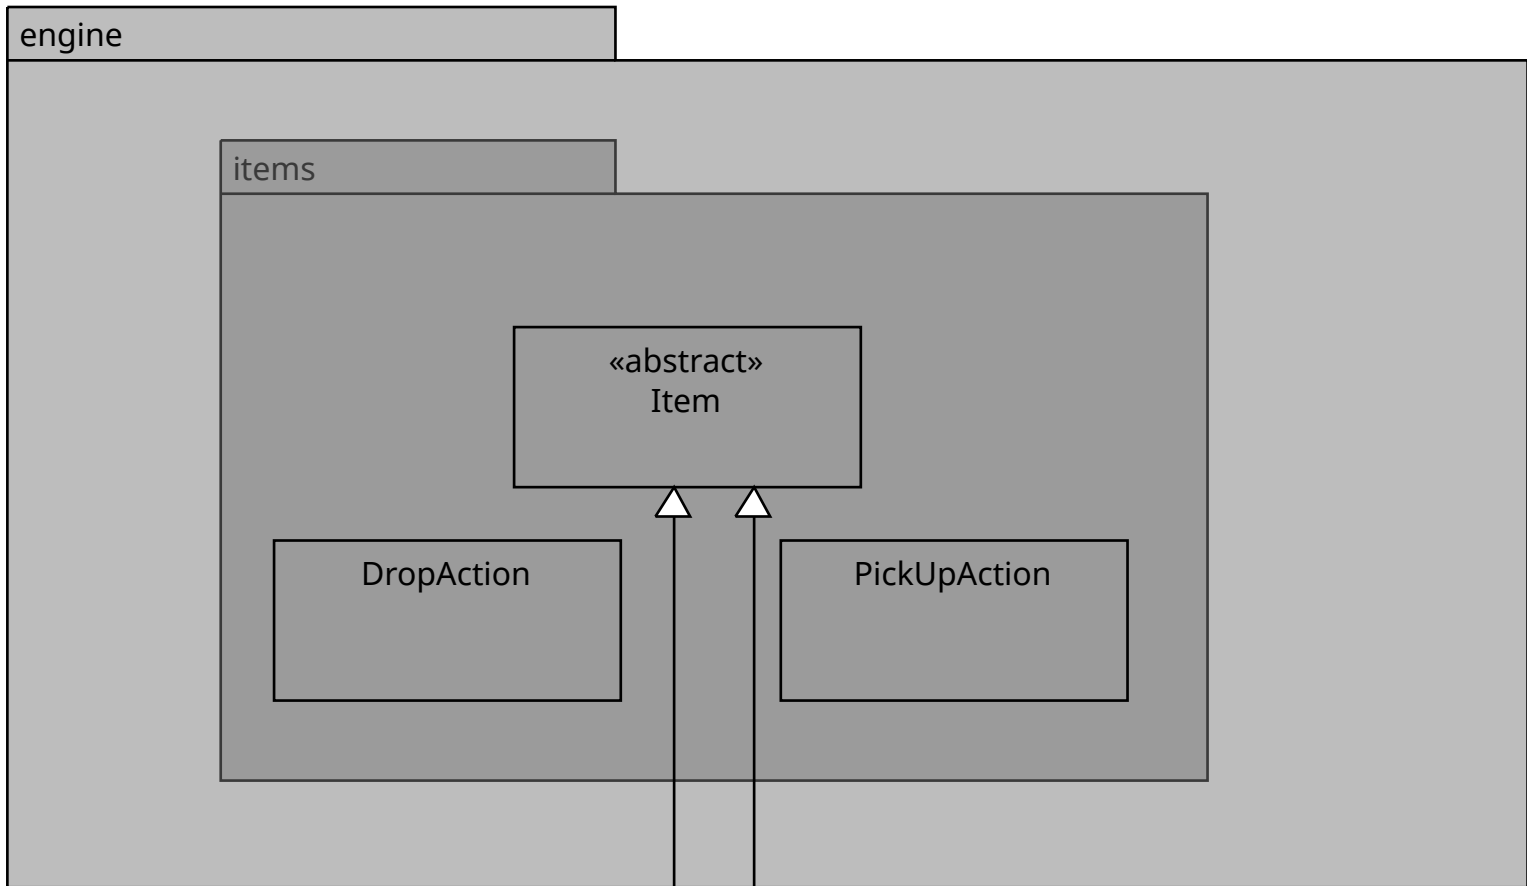 engine
items
«abstract»
Item
DropAction
PickUpAction